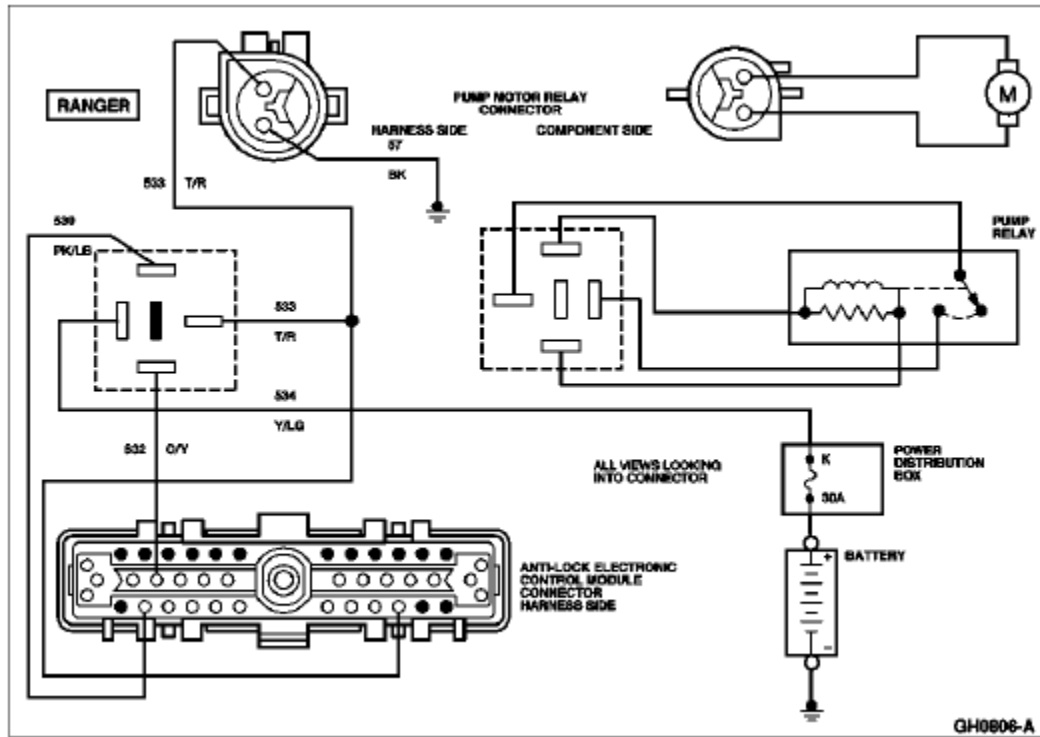 RANGER
PUMP MOTOR RELAY
CONNECTOR
HARNESS SIDE COMPONENT SIDE
57
BK
M
533 T/R
539
PK/LB
533
T/R
PUMP
RELAY
534
Y/LG
532 O/Y
ALL VIEWS LOOKING
INTO CONNECTOR
K
30A
POWER
DISTRIBUTION
BOX
+ BATTERY
-
ANTI-LOCK ELECTRONIC
CONTROL MODULE
CONNECTOR
HARNESS SIDE
GH0806-A